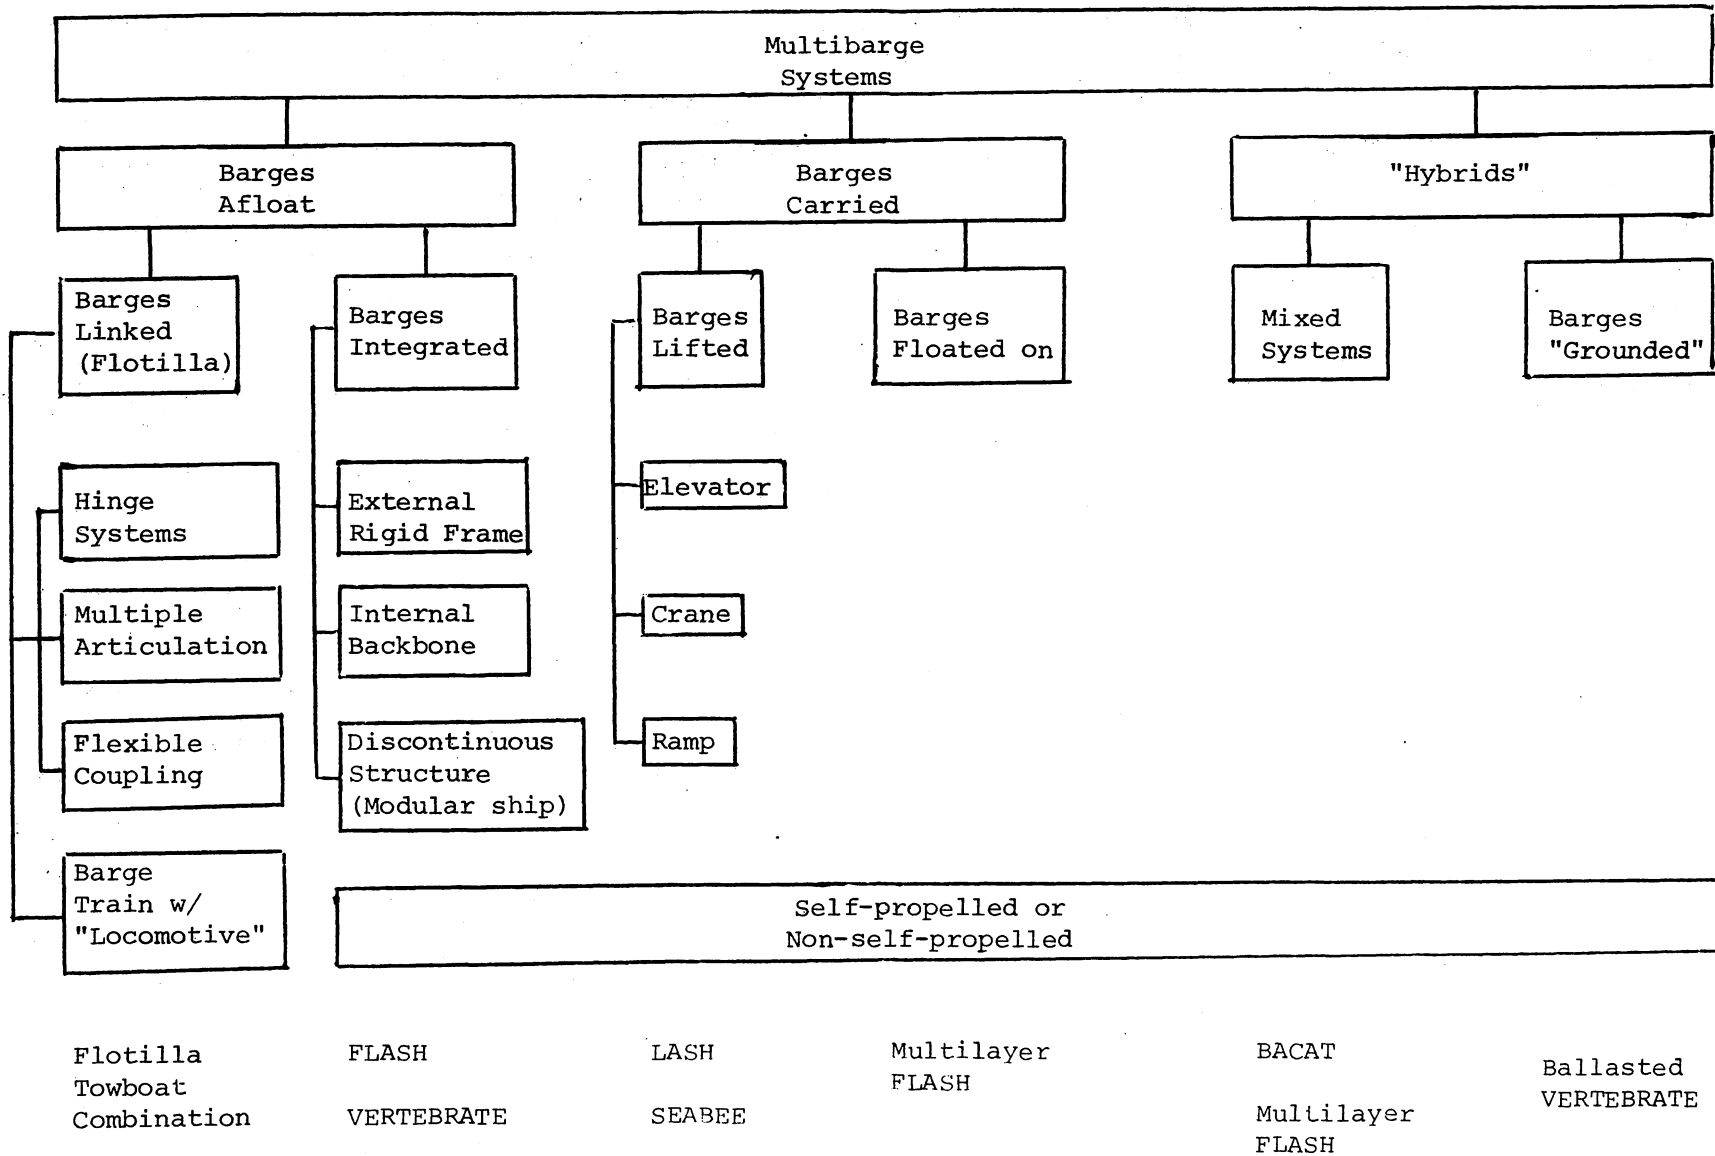 Multibarge
Systems
Barges
Afloat
Barges
Carried
"Hybrids"
Barges
Linked
(Flotilla)
Barges
Integrated
Barges
Lifted
Barges
Floated on
Mixed
Systems
Barges
"Grounded"
Hinge
Systems
External
Rigid Frame
Elevator
Multiple
Articulation
Internal
Backbone
Crane
Flexible
Coupling
Discontinuous
Structure
(Modular ship)
Ramp
Barge
Train w/
"Locomotive"
Self-propelled or
Non-self-propelled
Flotilla
Towboat
Combination
FLASH
VERTEBRATE
LASH
SEABEE
Multilayer
FLASH
BACAT
Multilayer
FLASH
Ballasted
VERTEBRATE